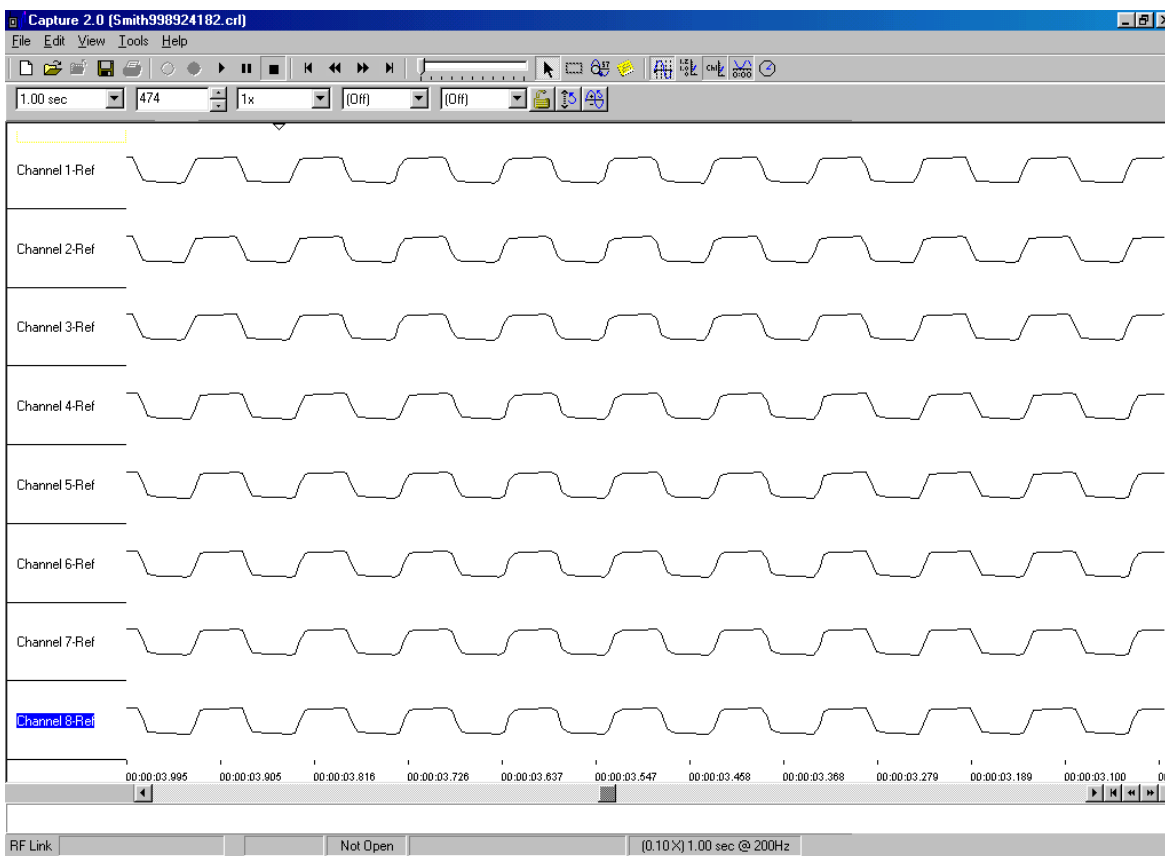 Capture 2.0 (Smith998924182.crl)
File Edit View Tools Help
1.00 sec 474 1x (Off) (Off)
Channel 1-Ref
Channel 2-Ref
Channel 3-Ref
Channel 4-Ref
Channel 5-Ref
Channel 6-Ref
Channel 7-Ref
Channel 8-Ref
00:00:03.995 00:00:03.905 00:00:03.816 00:00:03.726 00:00:03.637 00:00:03.547 00:00:03.458 00:00:03.368 00:00:03.279 00:00:03.189 00:00:03.100
RF Link Not Open (0.10X) 1.00 sec @ 200Hz